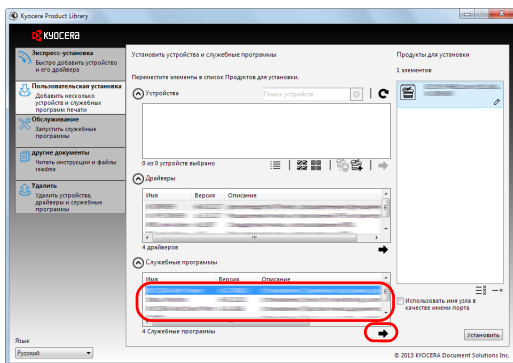 Kyocera Product Library
KYOCERA
Экспресс-установка
Быстро добавить устройство
и его драйвера
Пользовательская установка
Добавить несколько
устройств и служебных
программ печати
Обслуживание
Запустить служебные
программы
другие документы
Читать инструкции и файлы
readme
Удалить
Удалить устройства,
драйверы и служебные
программы
Язык
Русский
Установить устройства и служебные программы
Переместите элементы в список Продуктов для установки.
Устройства
Поиск устройств
0 из 0 устройств выбрано
Драйверы
Имя Версия Описание
4 драйверов
Служебные программы
Имя Версия Описание
4 Служебные программы
Продукты для установки
1 элементов
Использовать имя узла в
качестве имени порта
Установить
© 2013 KYOCERA Document Solutions Inc.